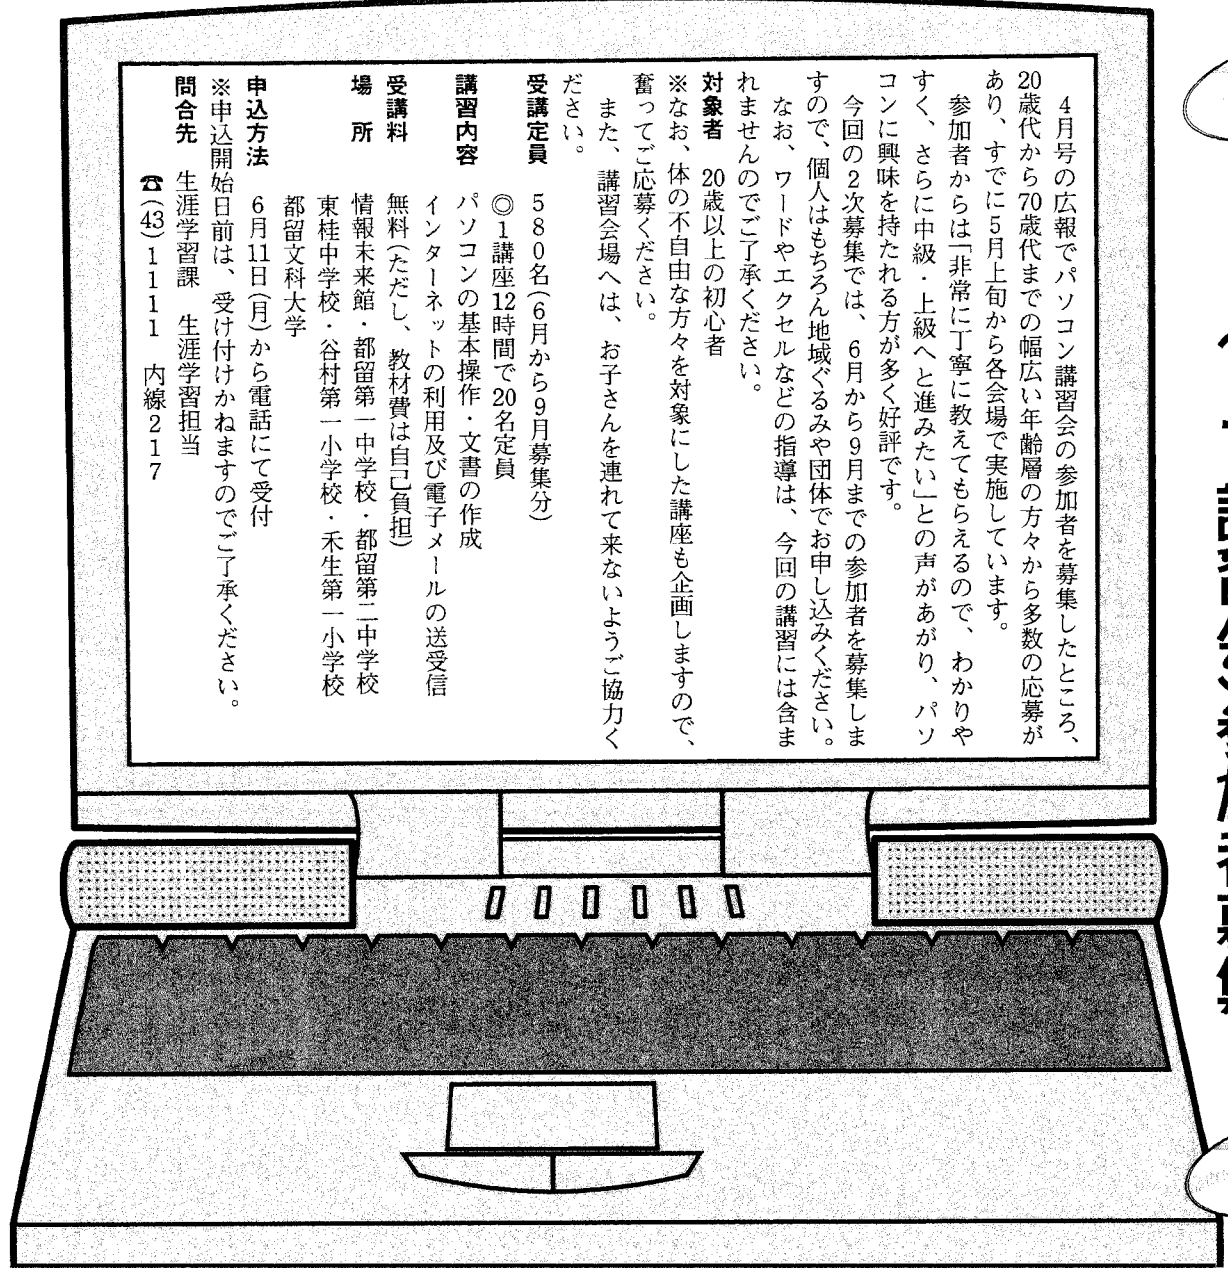 4月号の広報でパソコン講習会の参加者を募集したところ、
20歳代から70歳代までの幅広い年齢層の方々から多数の応募が
あり、すでに5月上旬から各会場で実施しています。
参加者からは「非常に丁寧に教えてもらえるので、わかりや
すく、さらに中級・上級へと進みたい」との声があがり、パソ
コンに興味を持たれる方が多く好評です。
今回の2次募集では、6月から9月までの参加者を募集しま
すので、個人はもちろん地域ぐるみや団体でお申し込みください。
なお、ワードやエクセルなどの指導は、今回の講習には含ま
れませんのでご了承ください。
対象者　20歳以上の初心者
※なお、体の不自由な方々を対象にした講座も企画しますので、
奮ってご応募ください。
また、講習会場へは、お子さんを連れて来ないようご協力く
ださい。
受講定員　580名(6月から9月募集分)
◎1講座12時間で20名定員
講習内容　パソコンの基本操作・文書の作成
インターネットの利用及び電子メールの送受信
受講料　無料(ただし、教材費は自己負担)
場　所　情報未来館・都留第一中学校・都留第二中学校
東桂中学校・谷村第一小学校・禾生第一小学校
都留文科大学
申込方法　6月11日(月)から電話にて受付
※申込開始日前は、受け付けかねますのでご了承ください。
問合先　生涯学習課　生涯学習担当
☎(43)1111　内線217